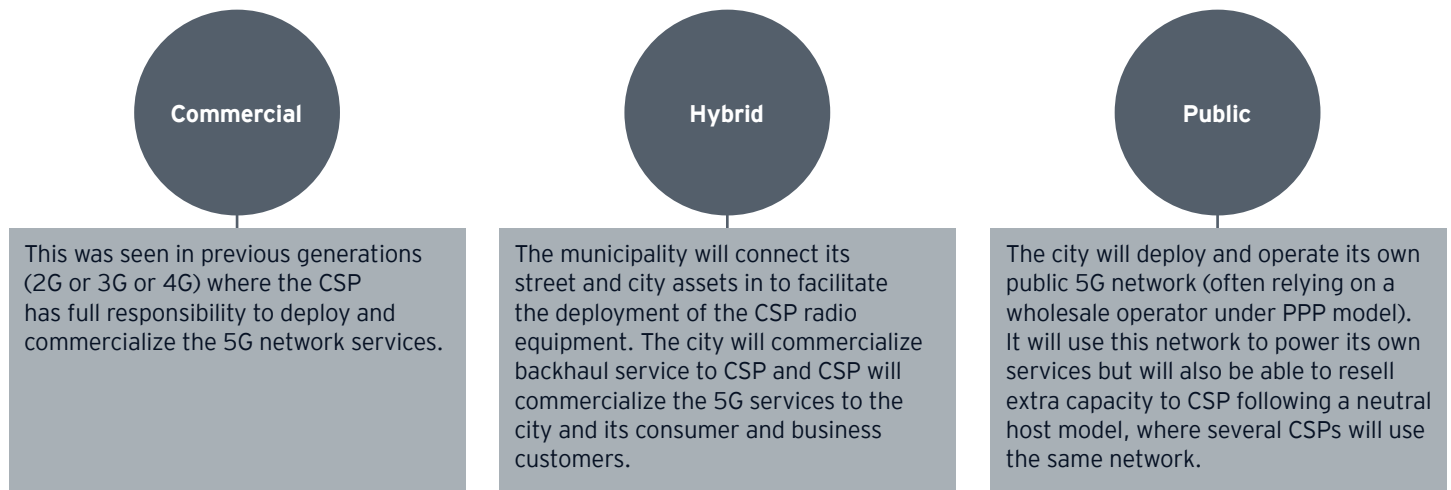 Commercial
This was seen in previous generations
(2G or 3G or 4G) where the CSP
has full responsibility to deploy and
commercialize the 5G network services.
Hybrid
The municipality will connect its
street and city assets in to facilitate
the deployment of the CSP radio
equipment. The city will commercialize
backhaul service to CSP and CSP will
commercialize the 5G services to the
city and its consumer and business
customers.
Public
The city will deploy and operate its own
public 5G network (often relying on a
wholesale operator under PPP model).
It will use this network to power its own
services but will also be able to resell
extra capacity to CSP following a neutral
host model, where several CSPs will use
the same network.